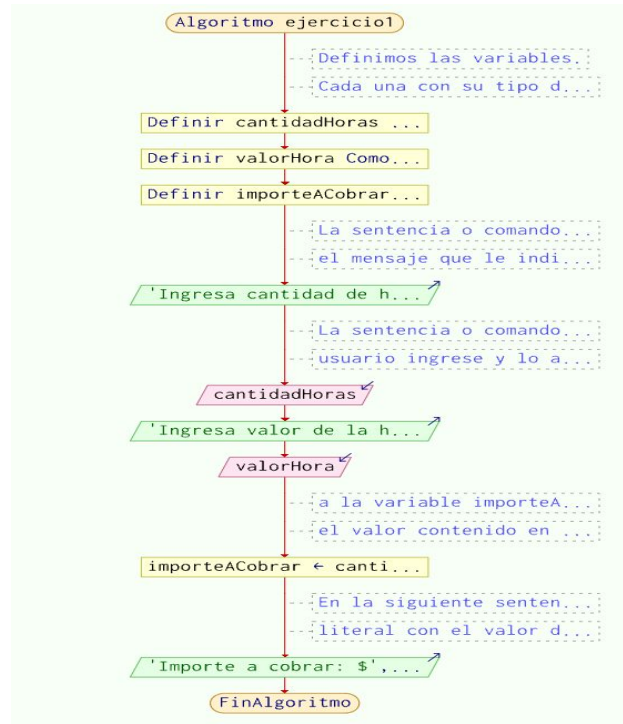 Algoritmo ejercicio1
Definimos las variables.
Cada una con su tipo d...
Definir cantidadHoras ...
Definir valorHora Como...
Definir importeACobrar...
La sentencia o comando...
el mensaje que le indi...
'Ingresa cantidad de h...
La sentencia o comando...
usuario ingrese y lo a...
cantidadHoras
'Ingresa valor de la h...
valorHora
a la variable importeA...
el valor contenido en ...
importeACobrar ← canti...
En la siguiente senten...
literal con el valor d...
'Importe a cobrar: $',...
FinAlgoritmo